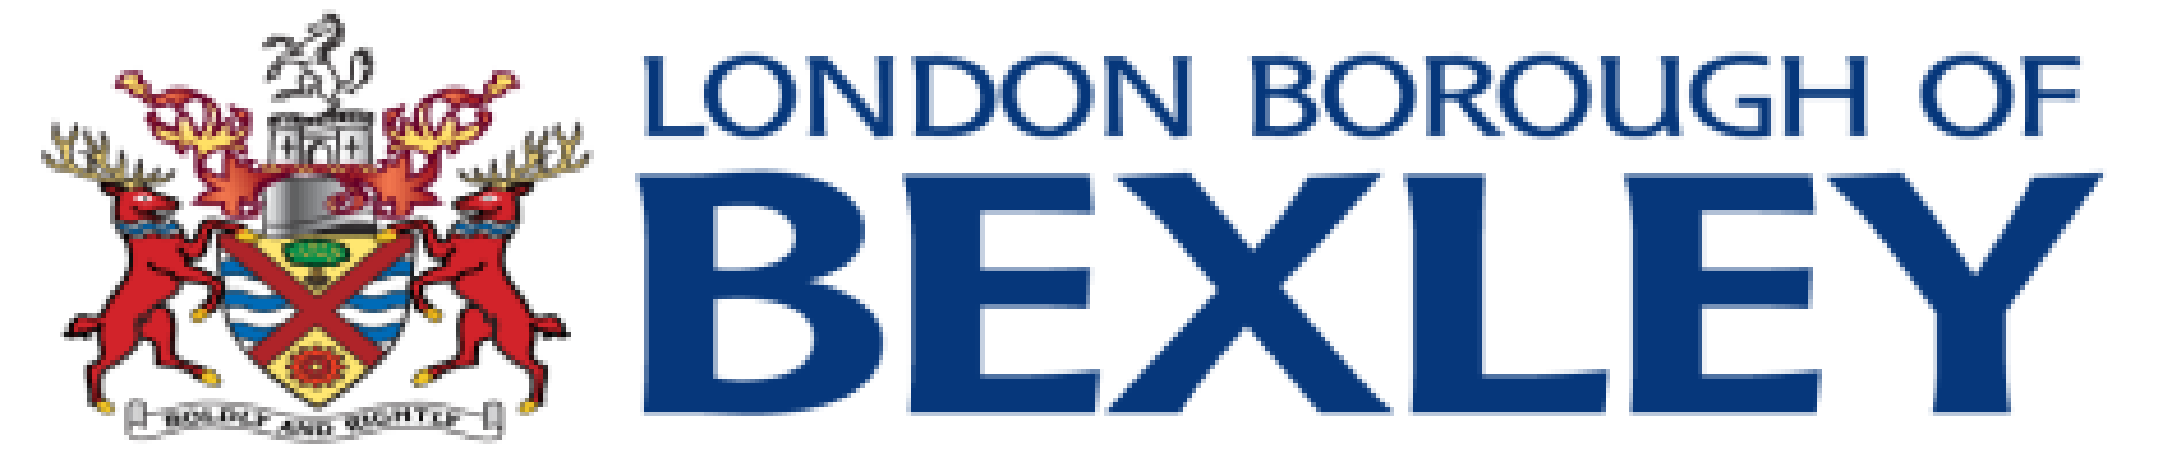 LONDON BOROUGH OF
BEXLEY
BOLDLY AND RIGHTLY